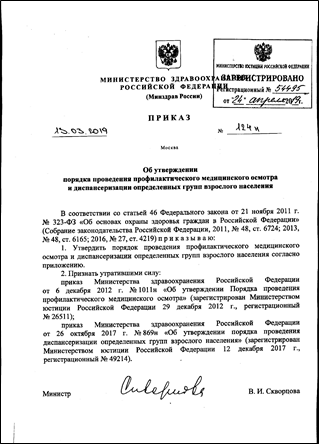 МИНИСТЕРСТВО ЗДРАВООХРАНЕНИЯ
РОССИЙСКОЙ ФЕДЕРАЦИИ
(Минздрав России)
МИНИСТЕРСТВО ЮСТИЦИИ РОССИЙСКОЙ ФЕДЕРАЦИИ
ЗАРЕГИСТРИРОВАНО
Регистрационный № 54495
от "24" апреля 2019.
ПРИКАЗ
13.03.2019
№ 124н
Москва
Об утверждении
порядка проведения профилактического медицинского осмотра
и диспансеризации определенных групп взрослого населения
В соответствии со статьей 46 Федерального закона от 21 ноября 2011 г.
№ 323-ФЗ «Об основах охраны здоровья граждан в Российской Федерации»
(Собрание законодательства Российской Федерации, 2011, № 48, ст. 6724; 2013,
№ 48, ст. 6165; 2016, № 27, ст. 4219) приказываю:
1. Утвердить порядок проведения профилактического медицинского осмотра
и диспансеризации определенных групп взрослого населения согласно
приложению.
2. Признать утратившими силу:
приказ Министерства здравоохранения Российской Федерации
от 6 декабря 2012 г. №1011н «Об утверждении Порядка проведения
профилактического медицинского осмотра» (зарегистрирован Министерством
юстиции Российской Федерации 29 декабря 2012 г., регистрационный
№ 26511);
приказ Министерства здравоохранения Российской Федерации
от 26 октября 2017 г. №869н «Об утверждении порядка проведения
диспансеризации определенных групп взрослого населения» (зарегистрирован
Министерством юстиции Российской Федерации 12 декабря 2017 г.,
регистрационный № 49214).
Министр
В. И. Скворцова